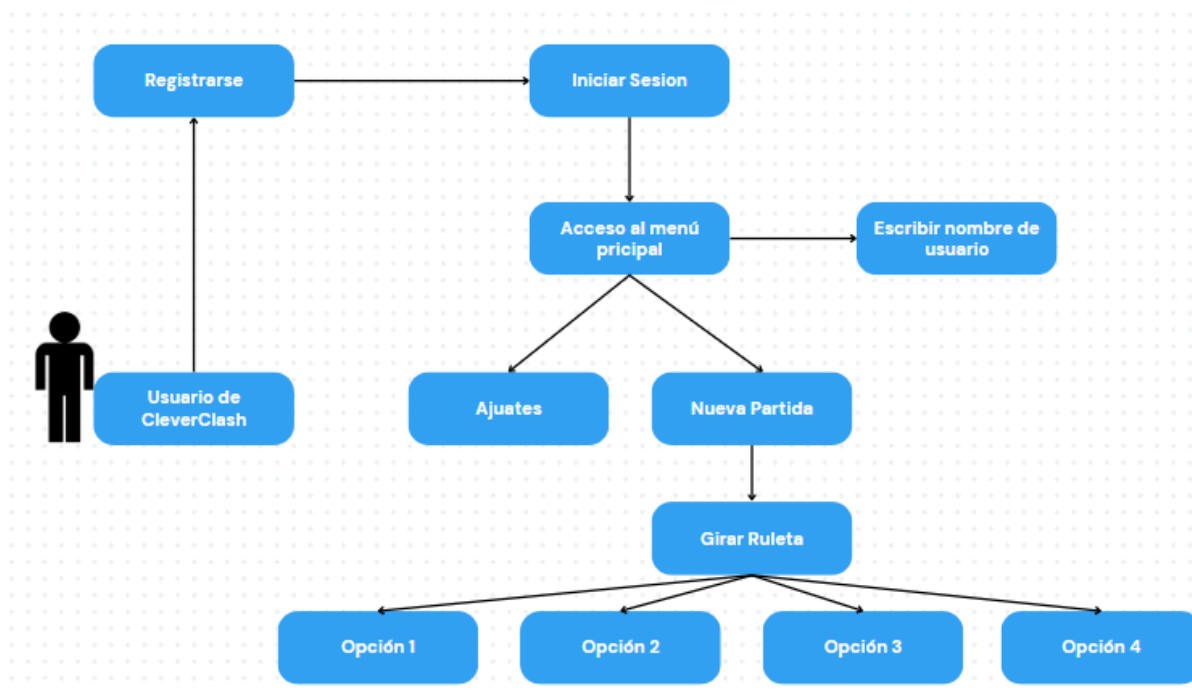 Registrarse
Iniciar Sesion
Acceso al menú
pricipal
Escribir nombre de
usuario
Usuario de
CleverClash
Ajuates
Nueva Partida
Girar Ruleta
Opción 1
Opción 2
Opción 3
Opción 4